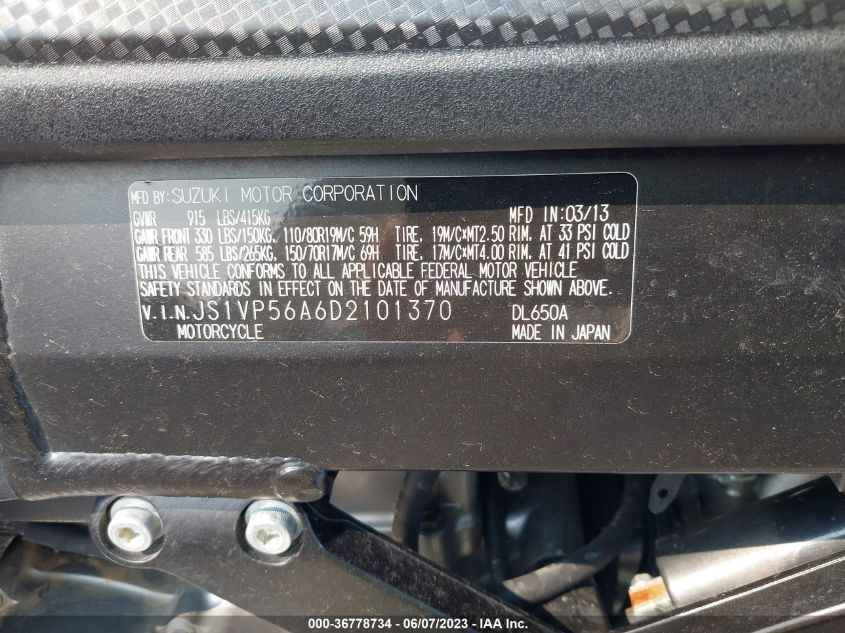 MFD BY: SUZUKI MOTOR CORPORATION
GVWR 915 LBS/415KG MFD IN:03/13
GAWR FRONT 330 LBS/150KG, 110/80R19M/C 59H TIRE, 19M/C×MT2.50 RIM, AT 33 PSI COLD
GAWR REAR 585 LBS/265KG, 150/70R17M/C 69H TIRE, 17M/C×MT4.00 RIM, AT 41 PSI COLD
THIS VEHICLE CONFORMS TO ALL APPLICABLE FEDERAL MOTOR VEHICLE
SAFETY STANDARDS IN EFFECT ON THE DATE OF MANUFACTURE SHOWN ABOVE.
V.I.N. JS1VP56A6D2101370 DL650A
MOTORCYCLE MADE IN JAPAN
000-36778734 - 06/07/2023 - IAA Inc.